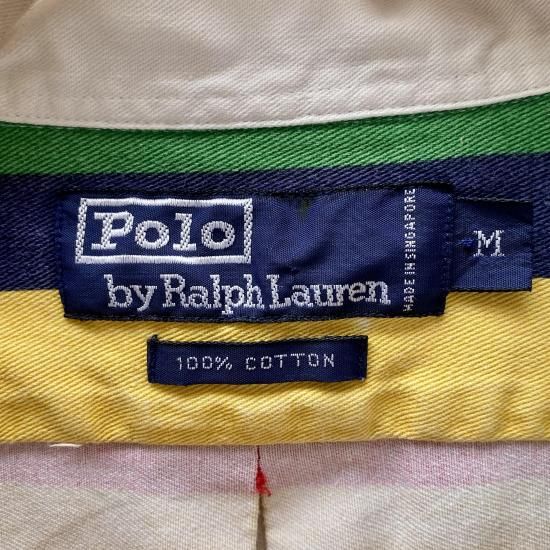 Polo
by Ralph Lauren
MADE IN SINGAPORE
M
100% COTTON